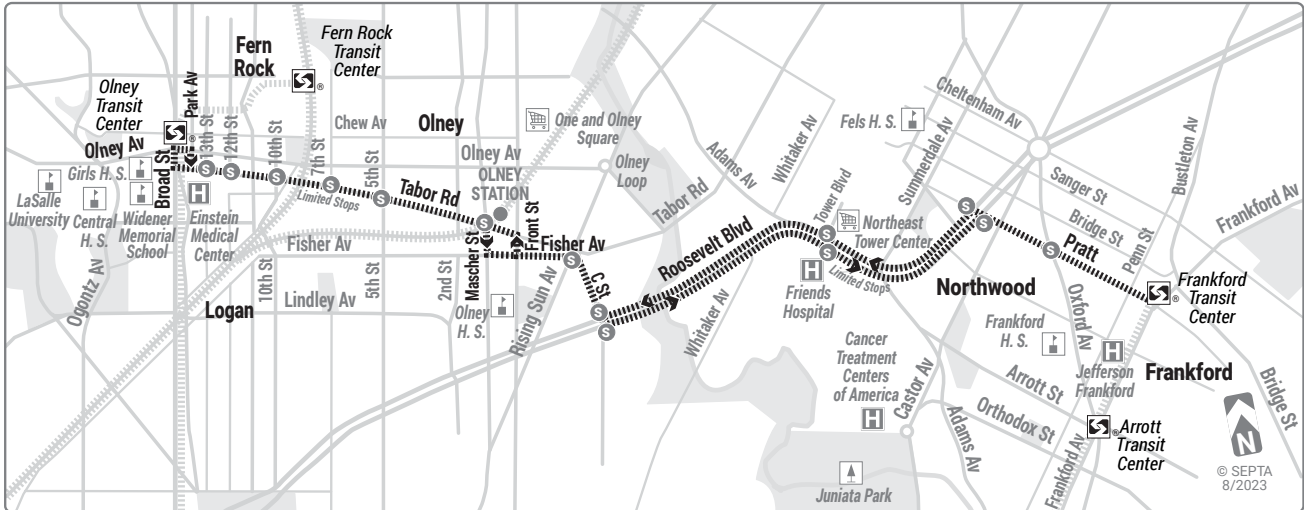 Fern
Rock
Fern Rock
Transit
Center
Olney
Transit
Center
Park Av
Olney Av
Broad St
13th St
12th St
10th St
7th St
Chew Av
5th St
Olney
One and Olney
Square
Olney Av
OLNEY
STATION
Olney
Loop
Girls H. S.
LaSalle
University
Central
H. S.
Widener
Memorial
School
Einstein
Medical
Center
Limited Stops
Tabor Rd
Fisher Av
Mascher St
Front St
Fisher Av
C St
Tabor Rd
Adams Av
Whitaker Av
Ogontz Av
Logan
10th St
Lindley Av
5th St
2nd St
Olney
H. S.
Rising Sun Av
Roosevelt Blvd
Whitaker Av
Tower Blvd
Northeast
Tower Center
Friends
Hospital
Limited Stops
Fels H. S.
Summerdale Av
Cheltenham Av
Sanger St
Bridge St
Bustleton Av
Penn St
Frankford Av
Pratt
Northwood
Oxford Av
Frankford
Transit
Center
Frankford
H. S.
Jefferson
Frankford
Frankford
Bridge St
Cancer
Treatment
Centers
of America
Castor Av
Arrott St
Orthodox St
Adams Av
Frankford Av
Arrott
Transit
Center
Juniata Park
N
© SEPTA
8/2023
S
S
S
S
S
S
S
S
S
S
S
S
S
S
H
H
H
H
®
®
®
®